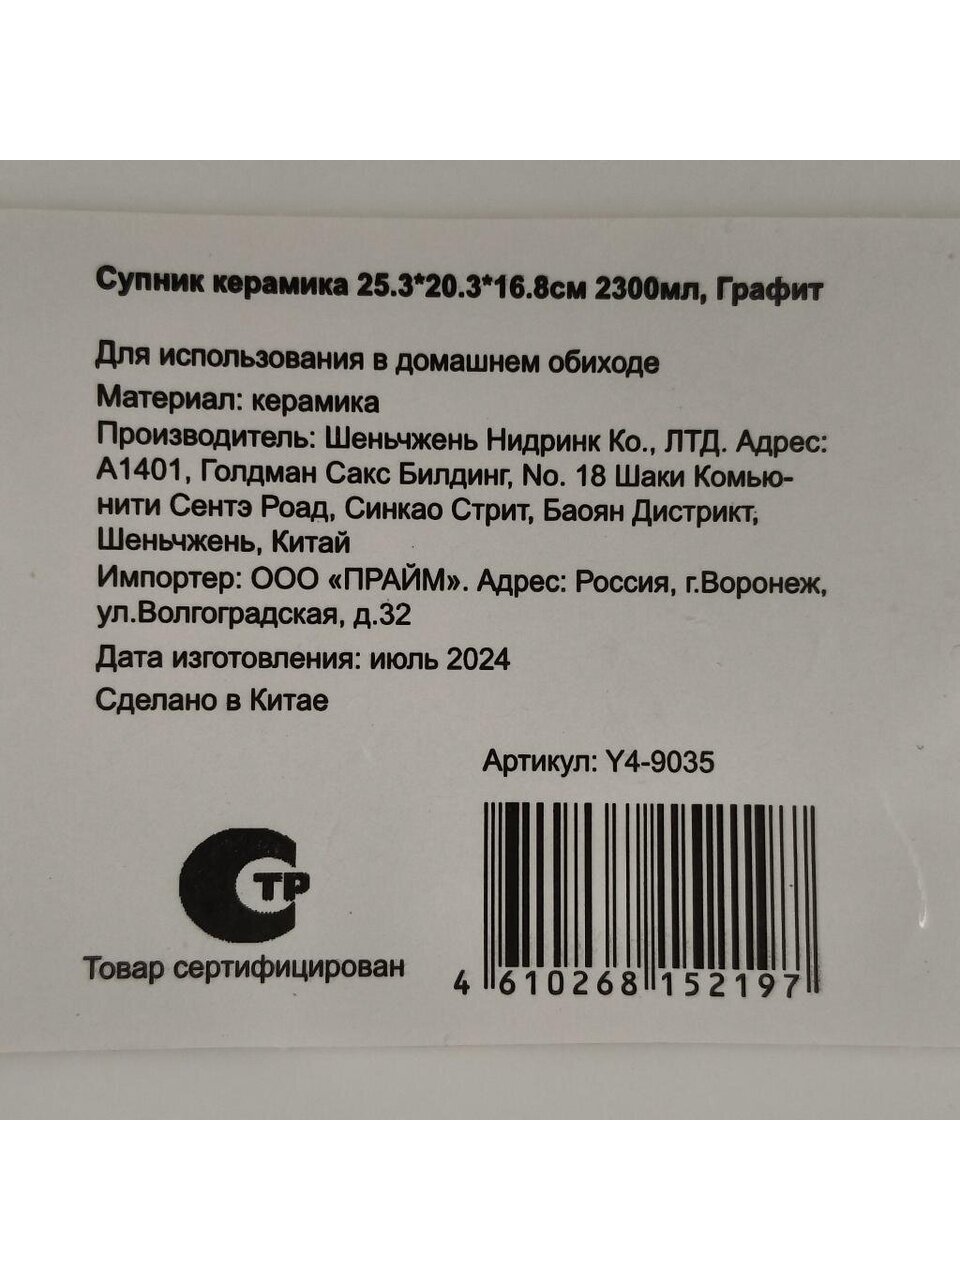 Супник керамика 25.3*20.3*16.8см 2300мл, Графит
Для использования в домашнем обиходе
Материал: керамика
Производитель: Шеньчжень Нидринк Ко., ЛТД. Адрес:
А1401, Голдман Сакс Билдинг, No. 18 Шаки Комью-
нити Сентэ Роад, Синкао Стрит, Баоян Дистрикт,
Шеньчжень, Китай
Импортер: ООО «ПРАЙМ». Адрес: Россия, г.Воронеж,
ул.Волгоградская, д.32
Дата изготовления: июль 2024
Сделано в Китае
Артикул: Y4-9035
СТР
Товар сертифицирован
4 610268 152197